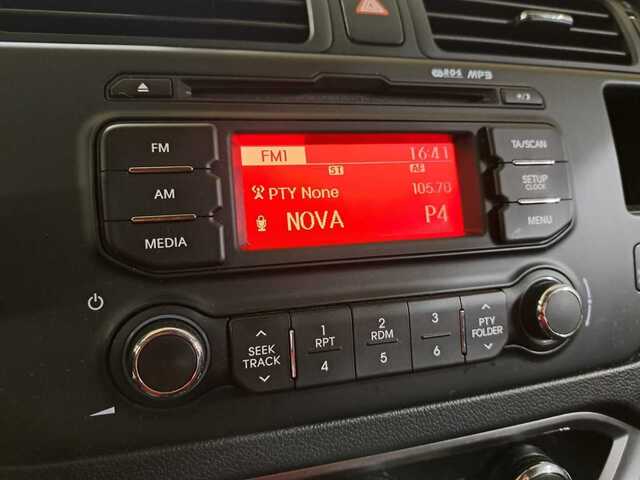 RDS MP3
FM
AM
MEDIA
FM1 16:41
ST AF
PTY None 105.70
NOVA P4
TA/SCAN
SETUP
CLOCK
MENU
SEEK
TRACK
1
RPT
4
2
RDM
5
3
6
PTY
FOLDER